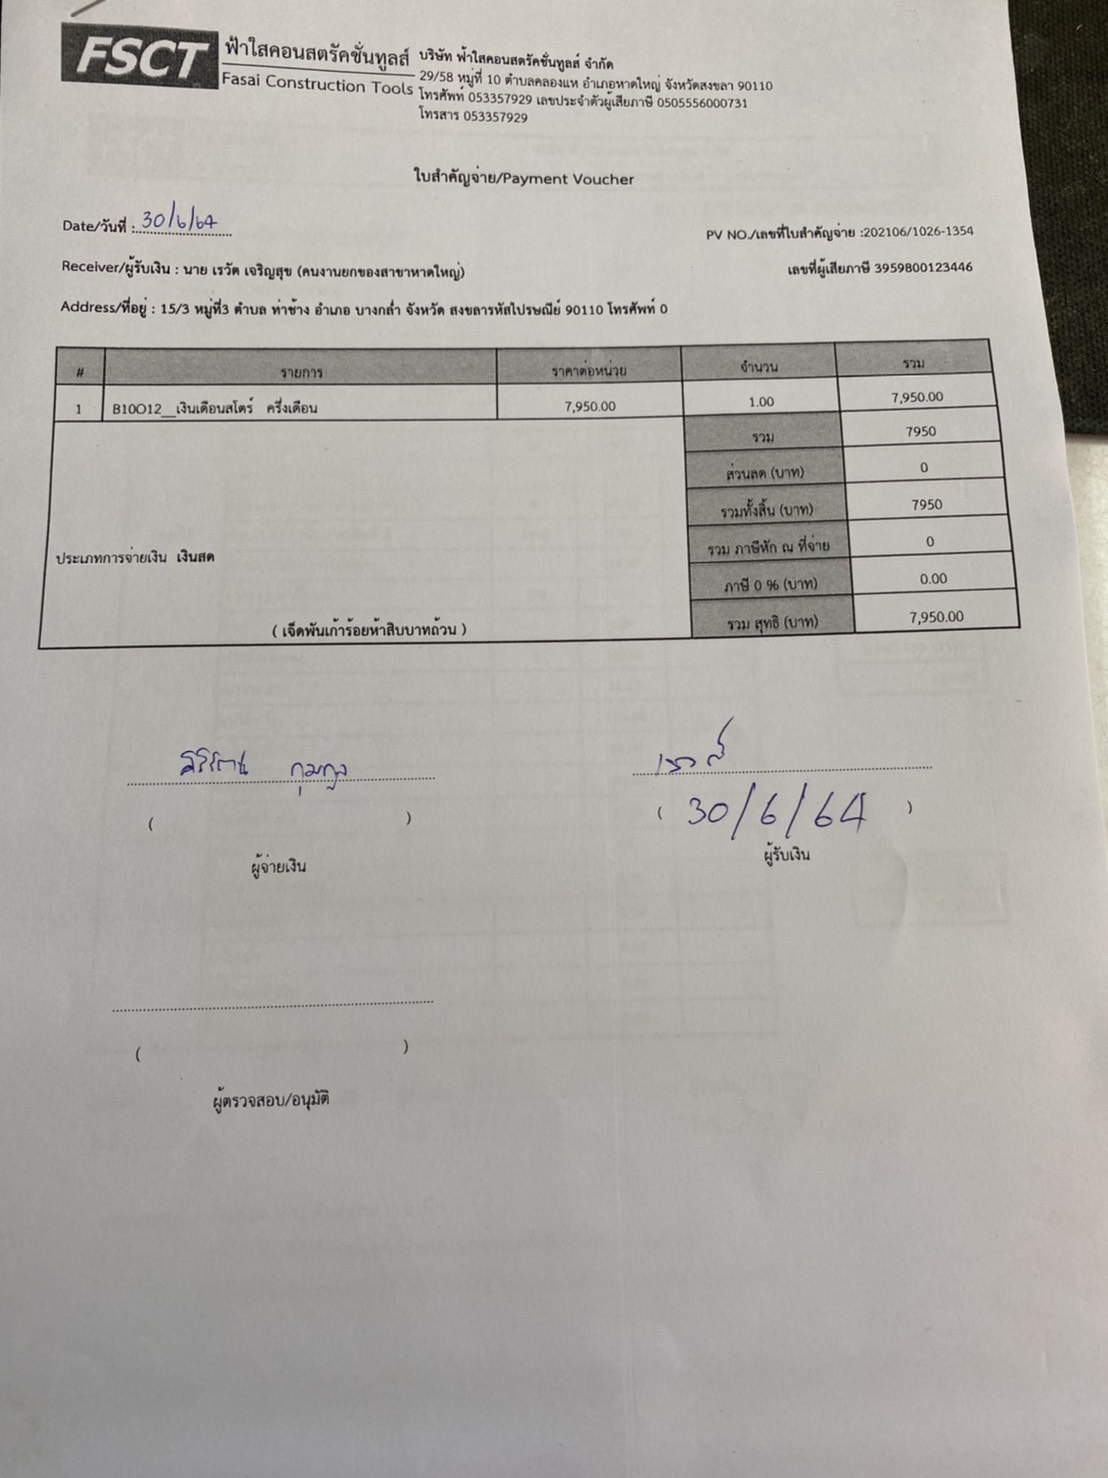 FSCT
ฟ้าใสคอนสตรัคชั่นทูลส์
Fasai Construction Tools
บริษัท ฟ้าใสคอนสตรัคชั่นทูลส์ จำกัด
29/58 หมู่ที่ 10 ตำบลคลองแห อำเภอหาดใหญ่ จังหวัดสงขลา 90110
โทรศัพท์ 053357929 เลขประจำตัวผู้เสียภาษี 0505556000731
โทรสาร 053357929
ใบสำคัญจ่าย/Payment Voucher
Date/วันที่ : 30/6/64
PV NO./เลขที่ใบสำคัญจ่าย :202106/1026-1354
Receiver/ผู้รับเงิน : นาย เรวัต เจริญสุข (คนงานยกของสาขาหาดใหญ่)
เลขที่ผู้เสียภาษี 3959800123446
Address/ที่อยู่ : 15/3 หมู่ที่3 ตำบล ท่าช้าง อำเภอ บางกล่ำ จังหวัด สงขลารหัสไปรษณีย์ 90110 โทรศัพท์ 0
# รายการ ราคาต่อหน่วย จำนวน รวม
1 B10O12__เงินเดือนสโตร์ ครึ่งเดือน 7,950.00 1.00 7,950.00
รวม 7950
ส่วนลด (บาท) 0
รวมทั้งสิ้น (บาท) 7950
รวม ภาษีหัก ณ ที่จ่าย 0
ประเภทการจ่ายเงิน เงินสด
ภาษี 0 % (บาท) 0.00
( เจ็ดพันเก้าร้อยห้าสิบบาทถ้วน ) รวม สุทธิ (บาท) 7,950.00
( )
( 30/6/64 )
ผู้จ่ายเงิน
ผู้รับเงิน
( )
ผู้ตรวจสอบ/อนุมัติ